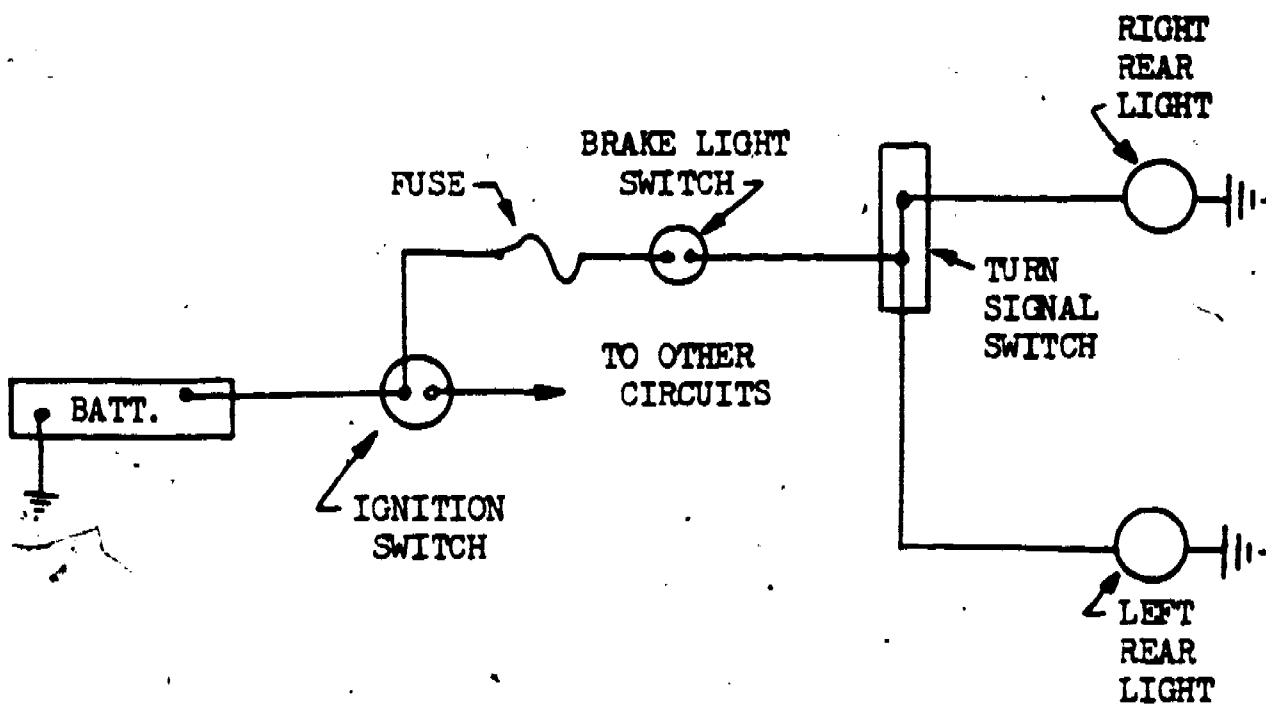 RIGHT
REAR
LIGHT
BRAKE LIGHT
SWITCH
FUSE
TURN
SIGNAL
SWITCH
TO OTHER
CIRCUITS
BATT.
IGNITION
SWITCH
LEFT
REAR
LIGHT